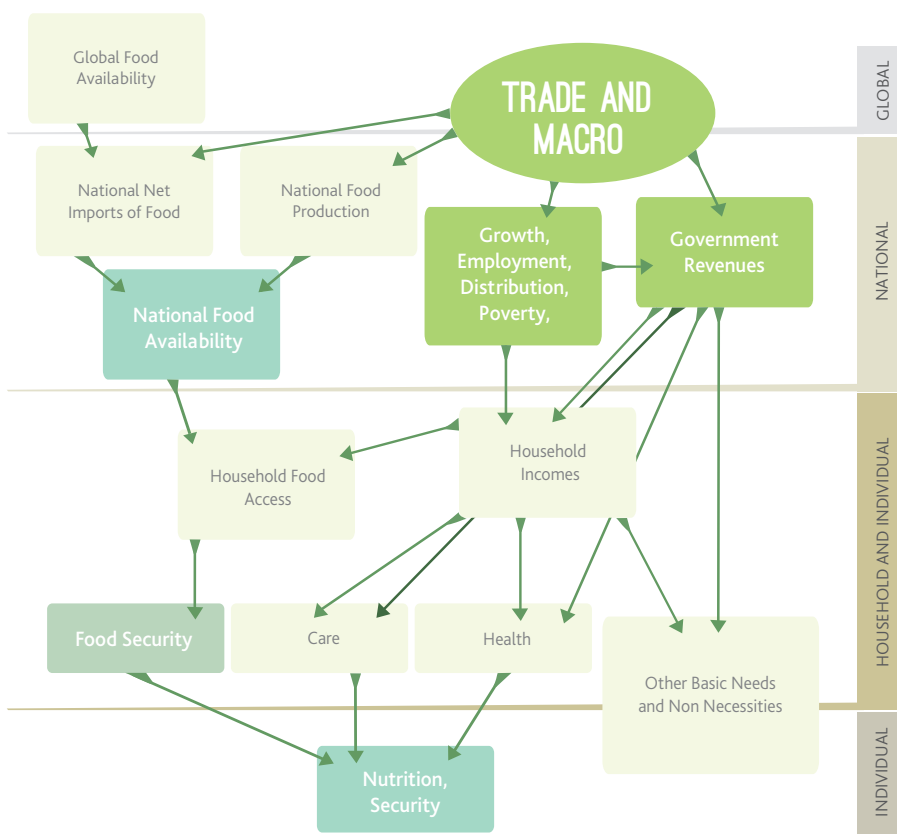 Global Food
Availability
TRADE AND
MACRO
GLOBAL
National Net
Imports of Food
National Food
Production
Growth,
Employment,
Distribution,
Poverty,
Government
Revenues
NATIONAL
National Food
Availability
Household Food
Access
Household
Incomes
HOUSEHOLD AND INDIVIDUAL
Food Security
Care
Health
Other Basic Needs
and Non Necessities
Nutrition,
Security
INDIVIDUAL